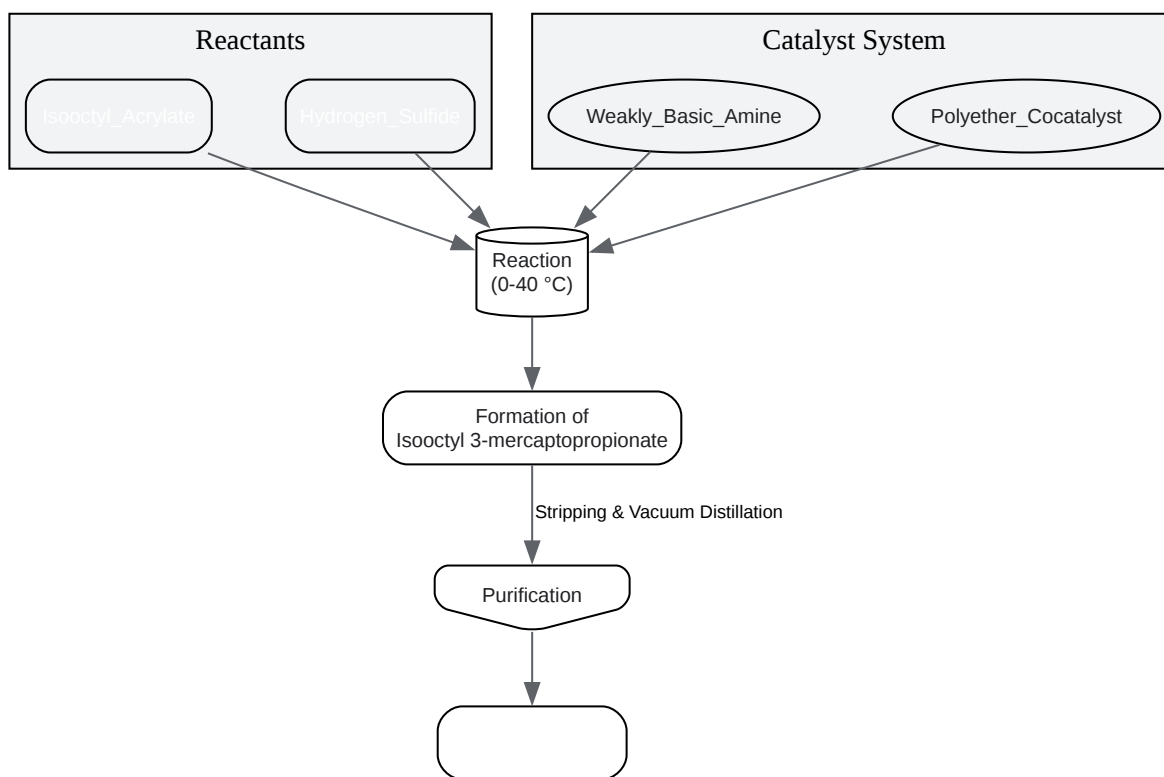 Reactants
Catalyst System
Isooctyl_Acrylate
Hydrogen_Sulfide
Weakly_Basic_Amine
Polyether_Cocatalyst
Reaction
(0-40 °C)
Formation of
Isooctyl 3-mercaptopropionate
Stripping & Vacuum Distillation
Purification